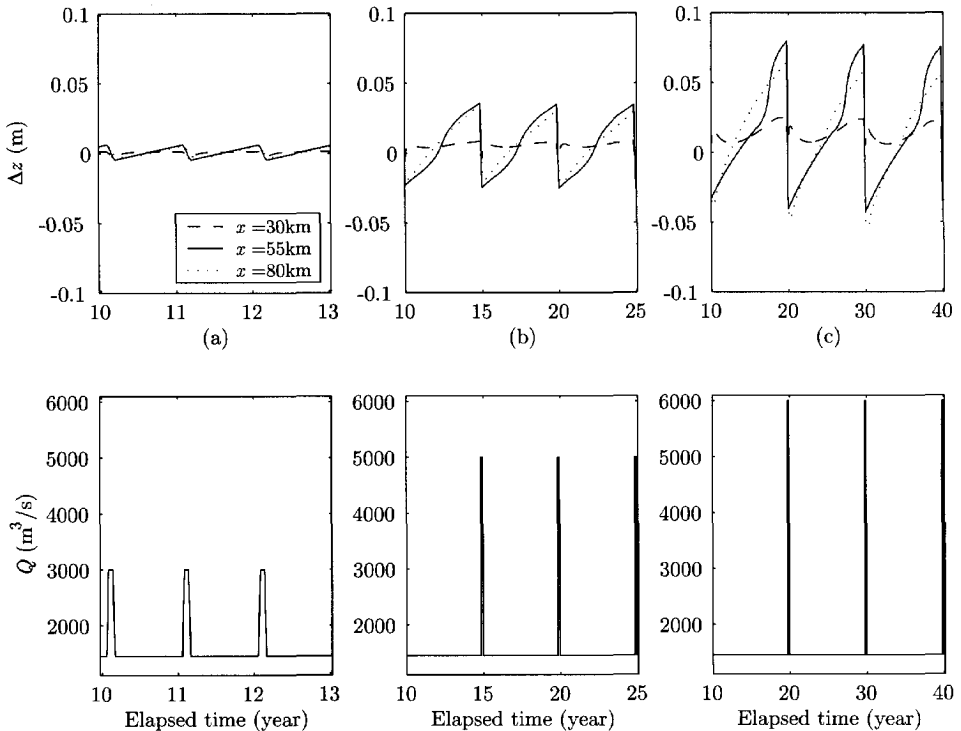 0.1
0.05
0
-0.05
-0.1
Δz (m)
x =30km
x =55km
x =80km
10 11 12 13
(a)
0.1
0.05
0
-0.05
-0.1
10 15 20 25
(b)
0.1
0.05
0
-0.05
-0.1
10 20 30 40
(c)
6000
5000
4000
3000
2000
Q (m³/s)
10 11 12 13
Elapsed time (year)
6000
5000
4000
3000
2000
10 15 20 25
Elapsed time (year)
6000
5000
4000
3000
2000
10 20 30 40
Elapsed time (year)